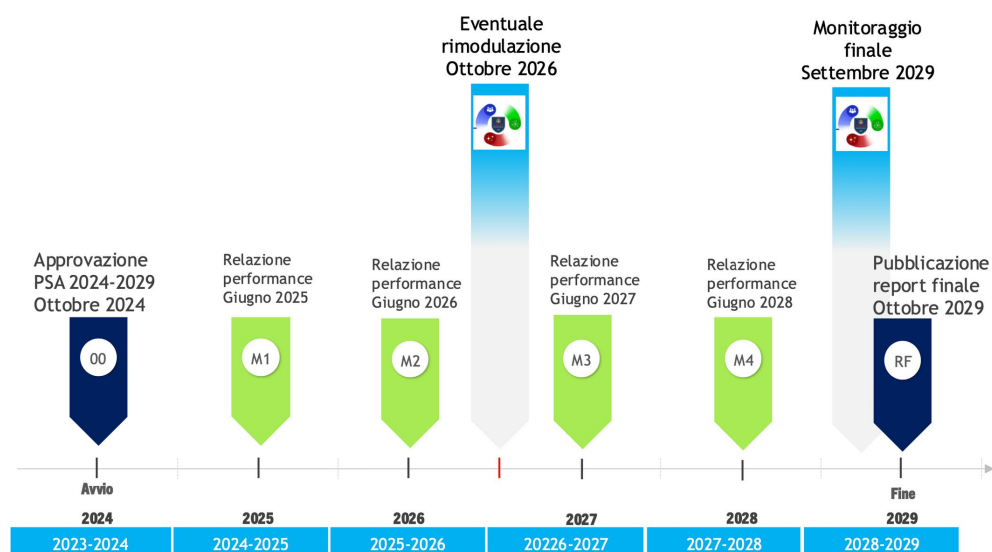 Eventuale
rimodulazione
Ottobre 2026
Monitoraggio
finale
Settembre 2029
Approvazione
PSA 2024-2029
Ottobre 2024
Relazione
performance
Giugno 2025
Relazione
performance
Giugno 2026
Relazione
performance
Giugno 2027
Relazione
performance
Giugno 2028
Pubblicazione
report finale
Ottobre 2029
00
M1
M2
M3
M4
RF
Avvio
Fine
2024
2025
2026
2027
2028
2029
2023-2024
2024-2025
2025-2026
20226-2027
2027-2028
2028-2029